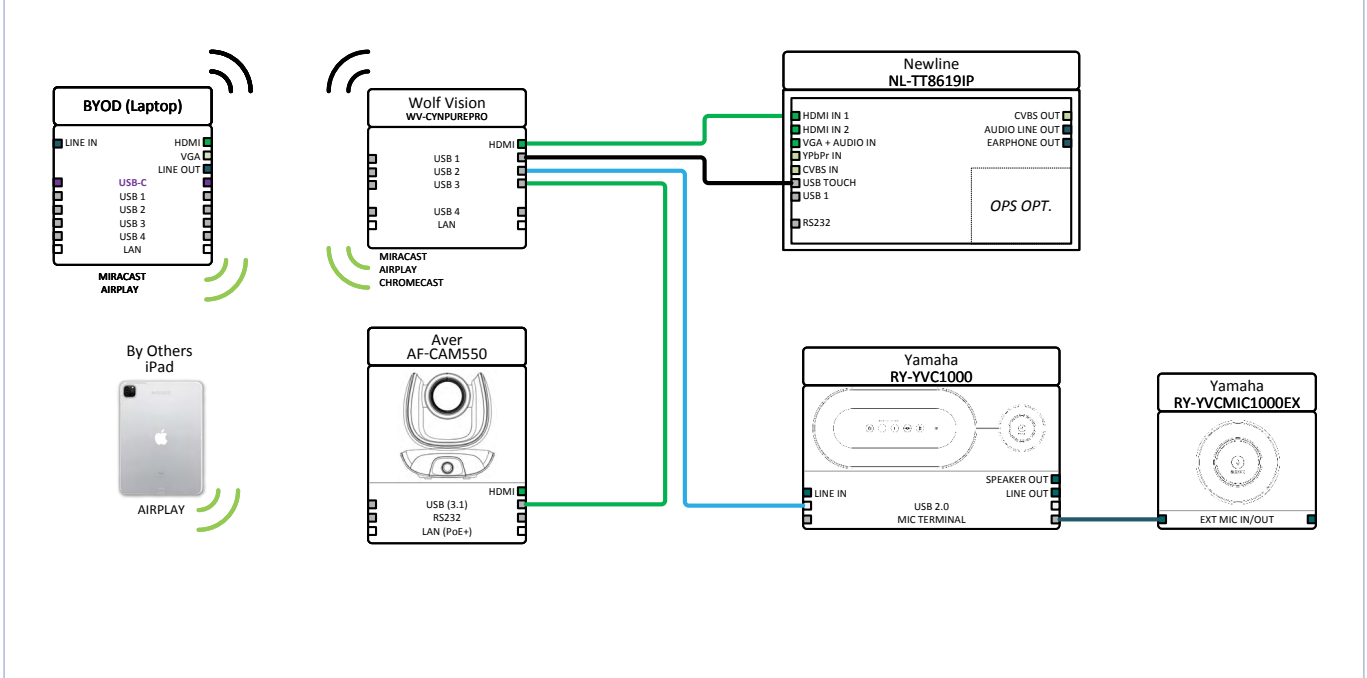 BYOD (Laptop)
LINE IN
HDMI
VGA
LINE OUT
USB-C
USB 1
USB 2
USB 3
USB 4
LAN
MIRACAST
AIRPLAY
By Others
iPad
AIRPLAY
Wolf Vision
WV-CYNPUREPRO
HDMI
USB 1
USB 2
USB 3
USB 4
LAN
MIRACAST
AIRPLAY
CHROMECAST
Aver
AF-CAM550
HDMI
USB (3.1)
RS232
LAN (PoE+)
Newline
NL-TT8619IP
HDMI IN 1
HDMI IN 2
VGA + AUDIO IN
YPbPr IN
CVBS IN
USB TOUCH
USB 1
RS232
CVBS OUT
AUDIO LINE OUT
EARPHONE OUT
OPS OPT.
Yamaha
RY-YVC1000
SPEAKER OUT
LINE IN
LINE OUT
USB 2.0
MIC TERMINAL
Yamaha
RY-YVCMIC1000EX
EXT MIC IN/OUT